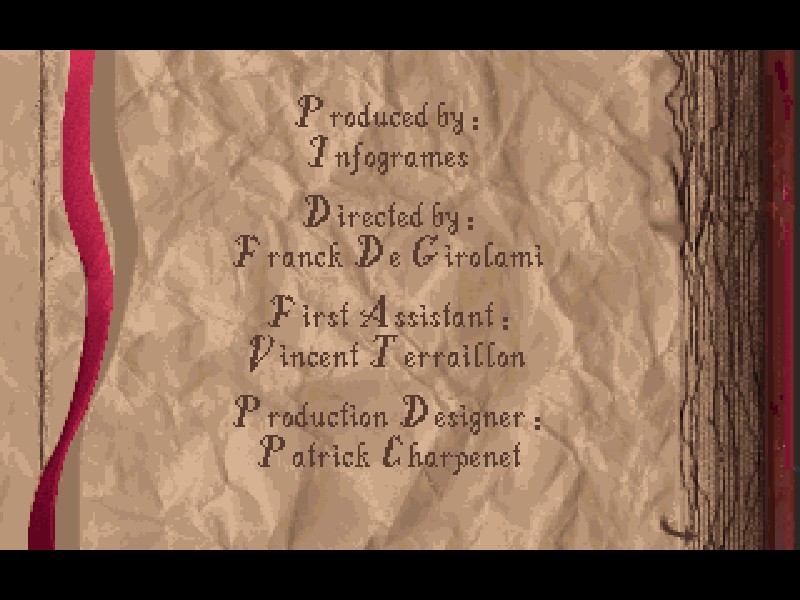 Produced by :
Infogrames
Directed by :
Franck De Girolami
First Assistant :
Vincent Terraillon
Production Designer :
Patrick Charpenet